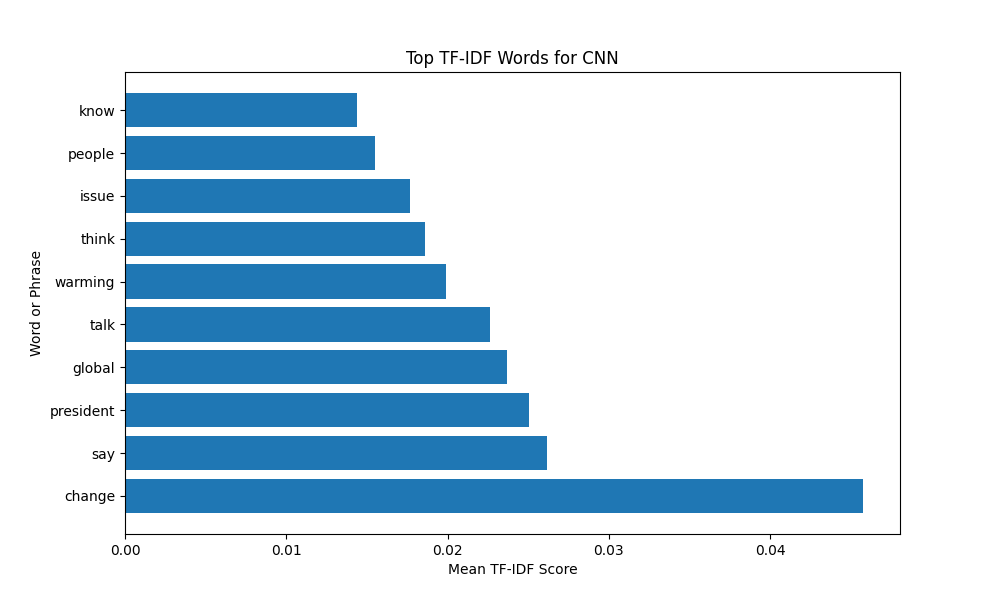 Top TF-IDF Words for CNN
know
people
issue
think
warming
talk
global
president
say
change
Word or Phrase
0.00 0.01 0.02 0.03 0.04
Mean TF-IDF Score